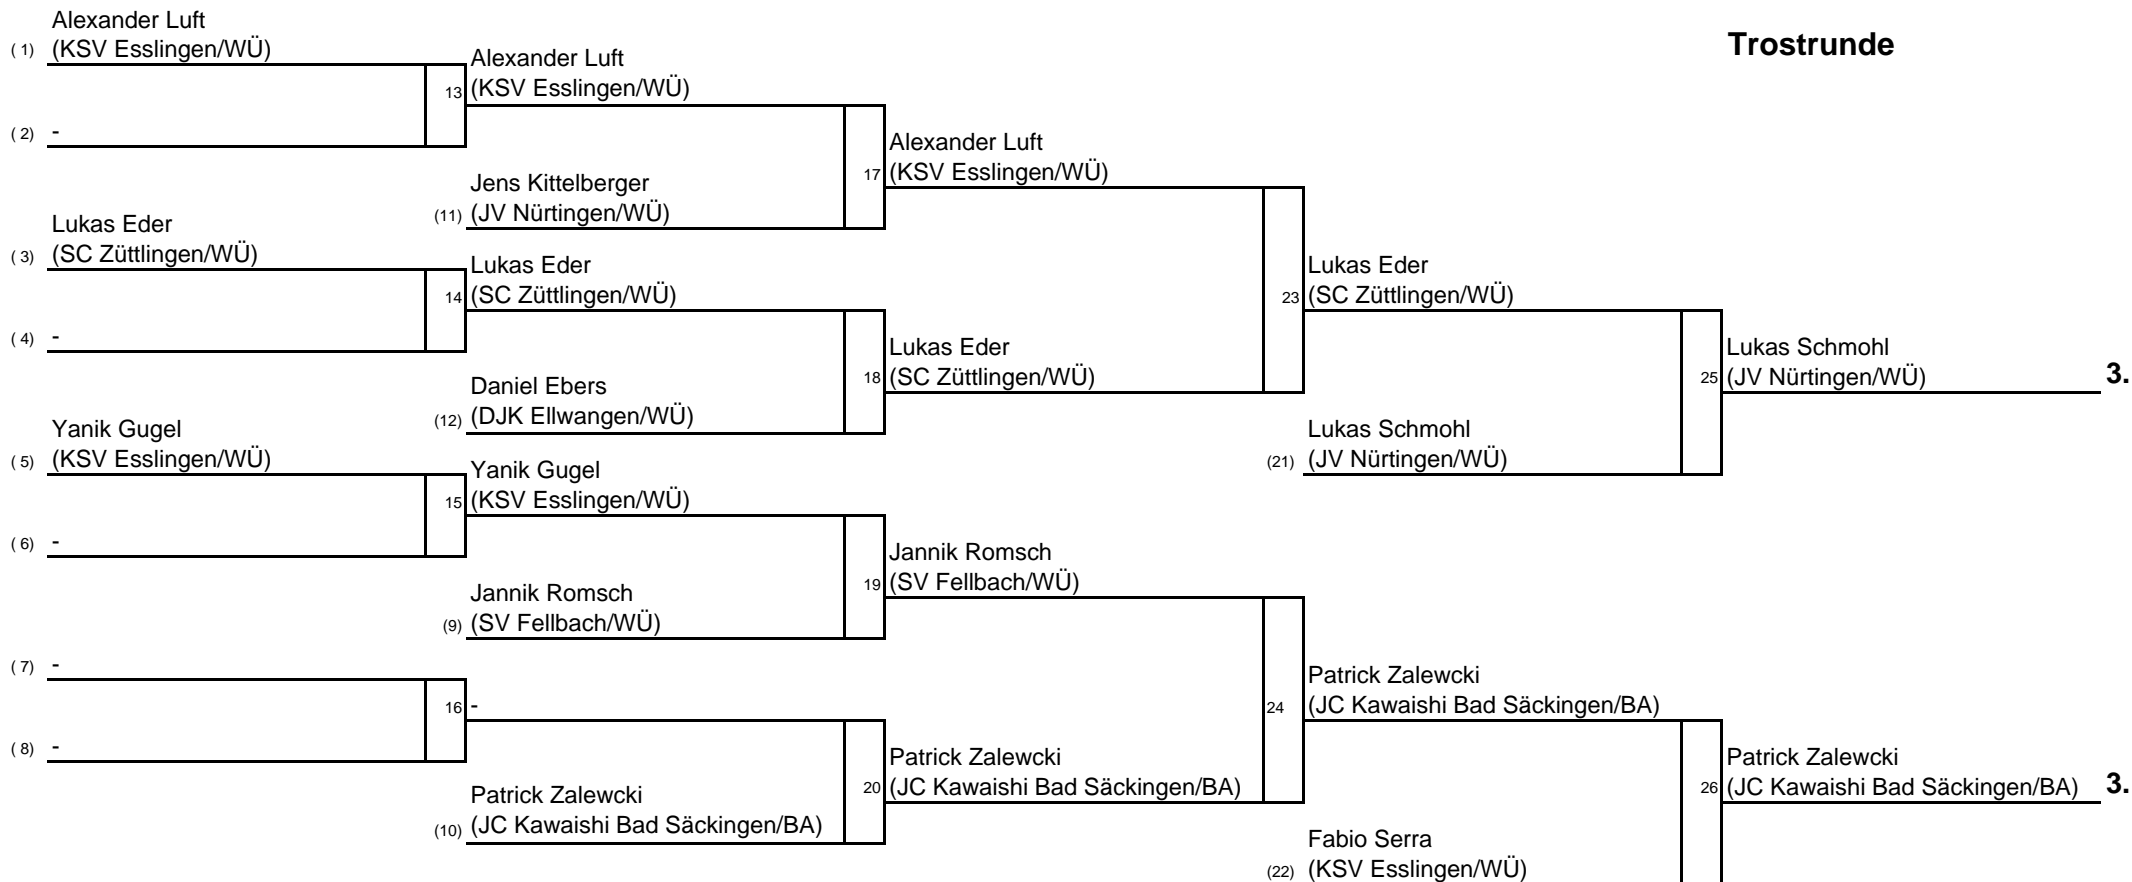 Trostrunde
Alexander Luft
( 1) (KSV Esslingen/WÜ)
( 2) -
Lukas Eder
( 3) (SC Züttlingen/WÜ)
( 4) -
Yanik Gugel
( 5) (KSV Esslingen/WÜ)
( 6) -
( 7) -
( 8) -
Alexander Luft
13 (KSV Esslingen/WÜ)
Jens Kittelberger
(11) (JV Nürtingen/WÜ)
Lukas Eder
14 (SC Züttlingen/WÜ)
Daniel Ebers
(12) (DJK Ellwangen/WÜ)
Yanik Gugel
15 (KSV Esslingen/WÜ)
Jannik Romsch
(9) (SV Fellbach/WÜ)
16 -
Patrick Zalewcki
(10) (JC Kawaishi Bad Säckingen/BA)
Alexander Luft
17 (KSV Esslingen/WÜ)
Lukas Eder
18 (SC Züttlingen/WÜ)
Jannik Romsch
19 (SV Fellbach/WÜ)
Patrick Zalewcki
20 (JC Kawaishi Bad Säckingen/BA)
Lukas Eder
23 (SC Züttlingen/WÜ)
Lukas Schmohl
(21) (JV Nürtingen/WÜ)
Patrick Zalewcki
24 (JC Kawaishi Bad Säckingen/BA)
Fabio Serra
(22) (KSV Esslingen/WÜ)
Lukas Schmohl
25 (JV Nürtingen/WÜ) 3.
Patrick Zalewcki
26 (JC Kawaishi Bad Säckingen/BA) 3.